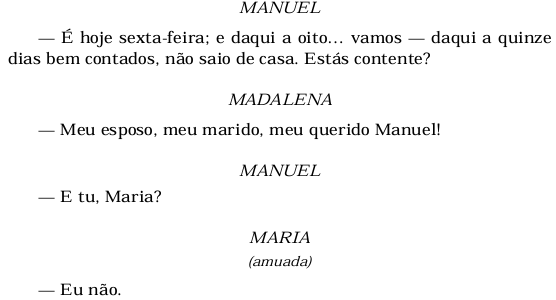 MANUEL
— É hoje sexta-feira; e daqui a oito... vamos — daqui a quinze
dias bem contados, não saio de casa. Estás contente?
MADALENA
— Meu esposo, meu marido, meu querido Manuel!
MANUEL
— E tu, Maria?
MARIA
(amuada)
— Eu não.